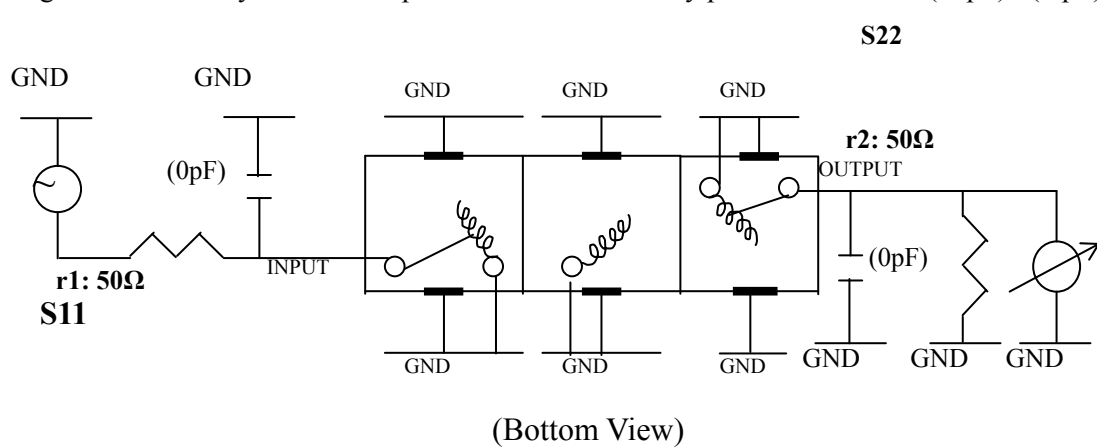 S22
GND
GND
GND
GND
GND
(0pF)
r2: 50Ω
OUTPUT
INPUT
(0pF)
r1: 50Ω
S11
GND
GND
GND
GND
GND
GND
(Bottom View)